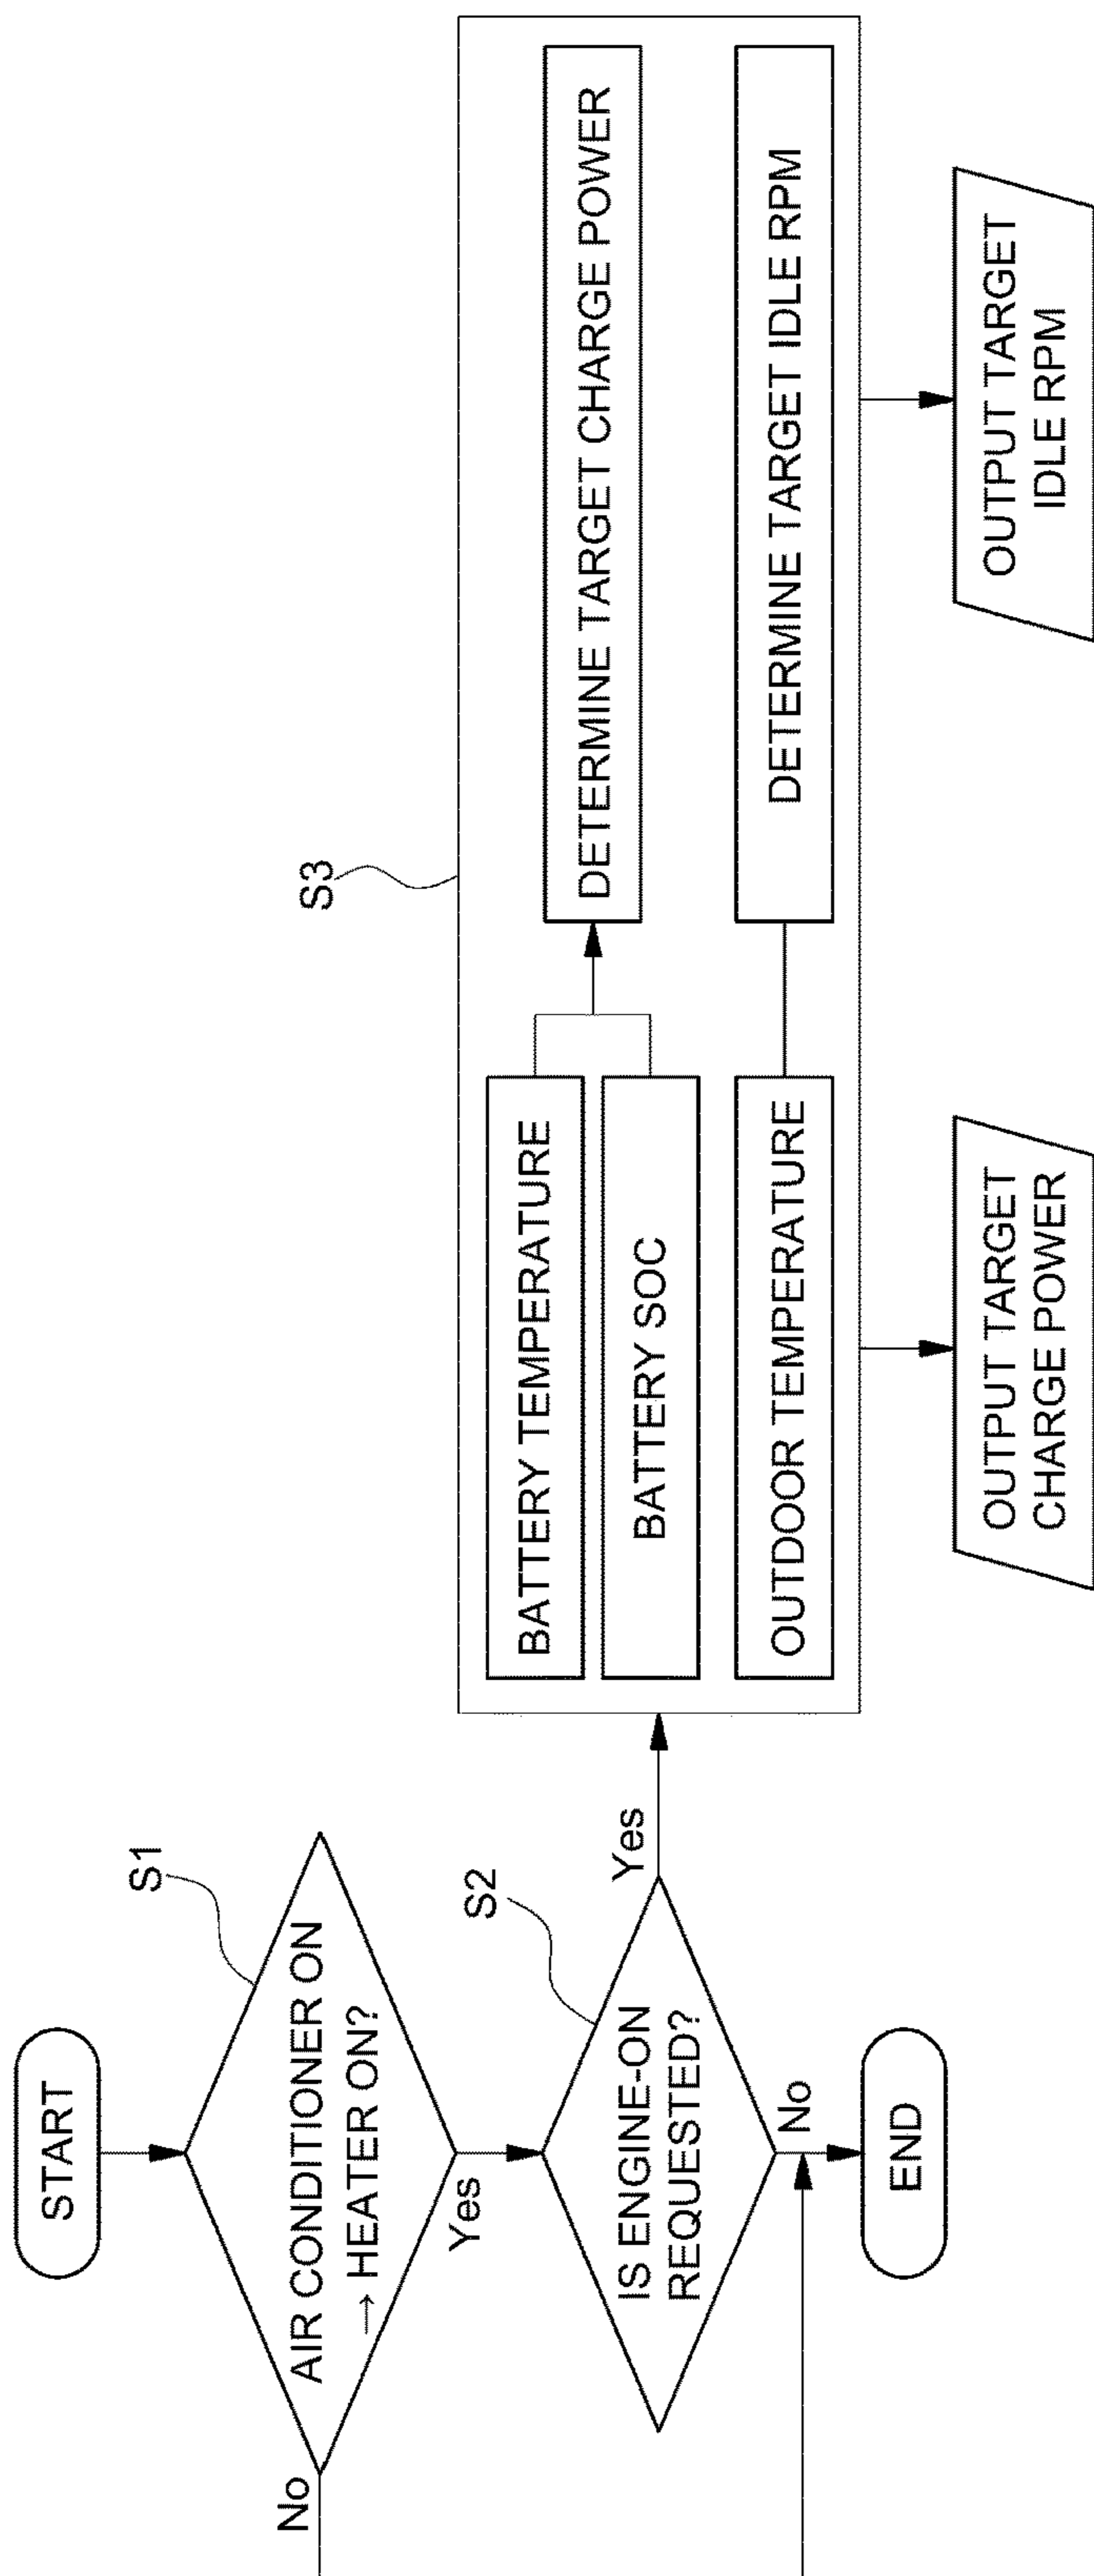 START
S1
AIR CONDITIONER ON
→ HEATER ON?
No
Yes
S2
IS ENGINE-ON
REQUESTED?
Yes
No
END
S3
BATTERY TEMPERATURE
BATTERY SOC
DETERMINE TARGET CHARGE POWER
OUTDOOR TEMPERATURE
DETERMINE TARGET IDLE RPM
OUTPUT TARGET
CHARGE POWER
OUTPUT TARGET
IDLE RPM